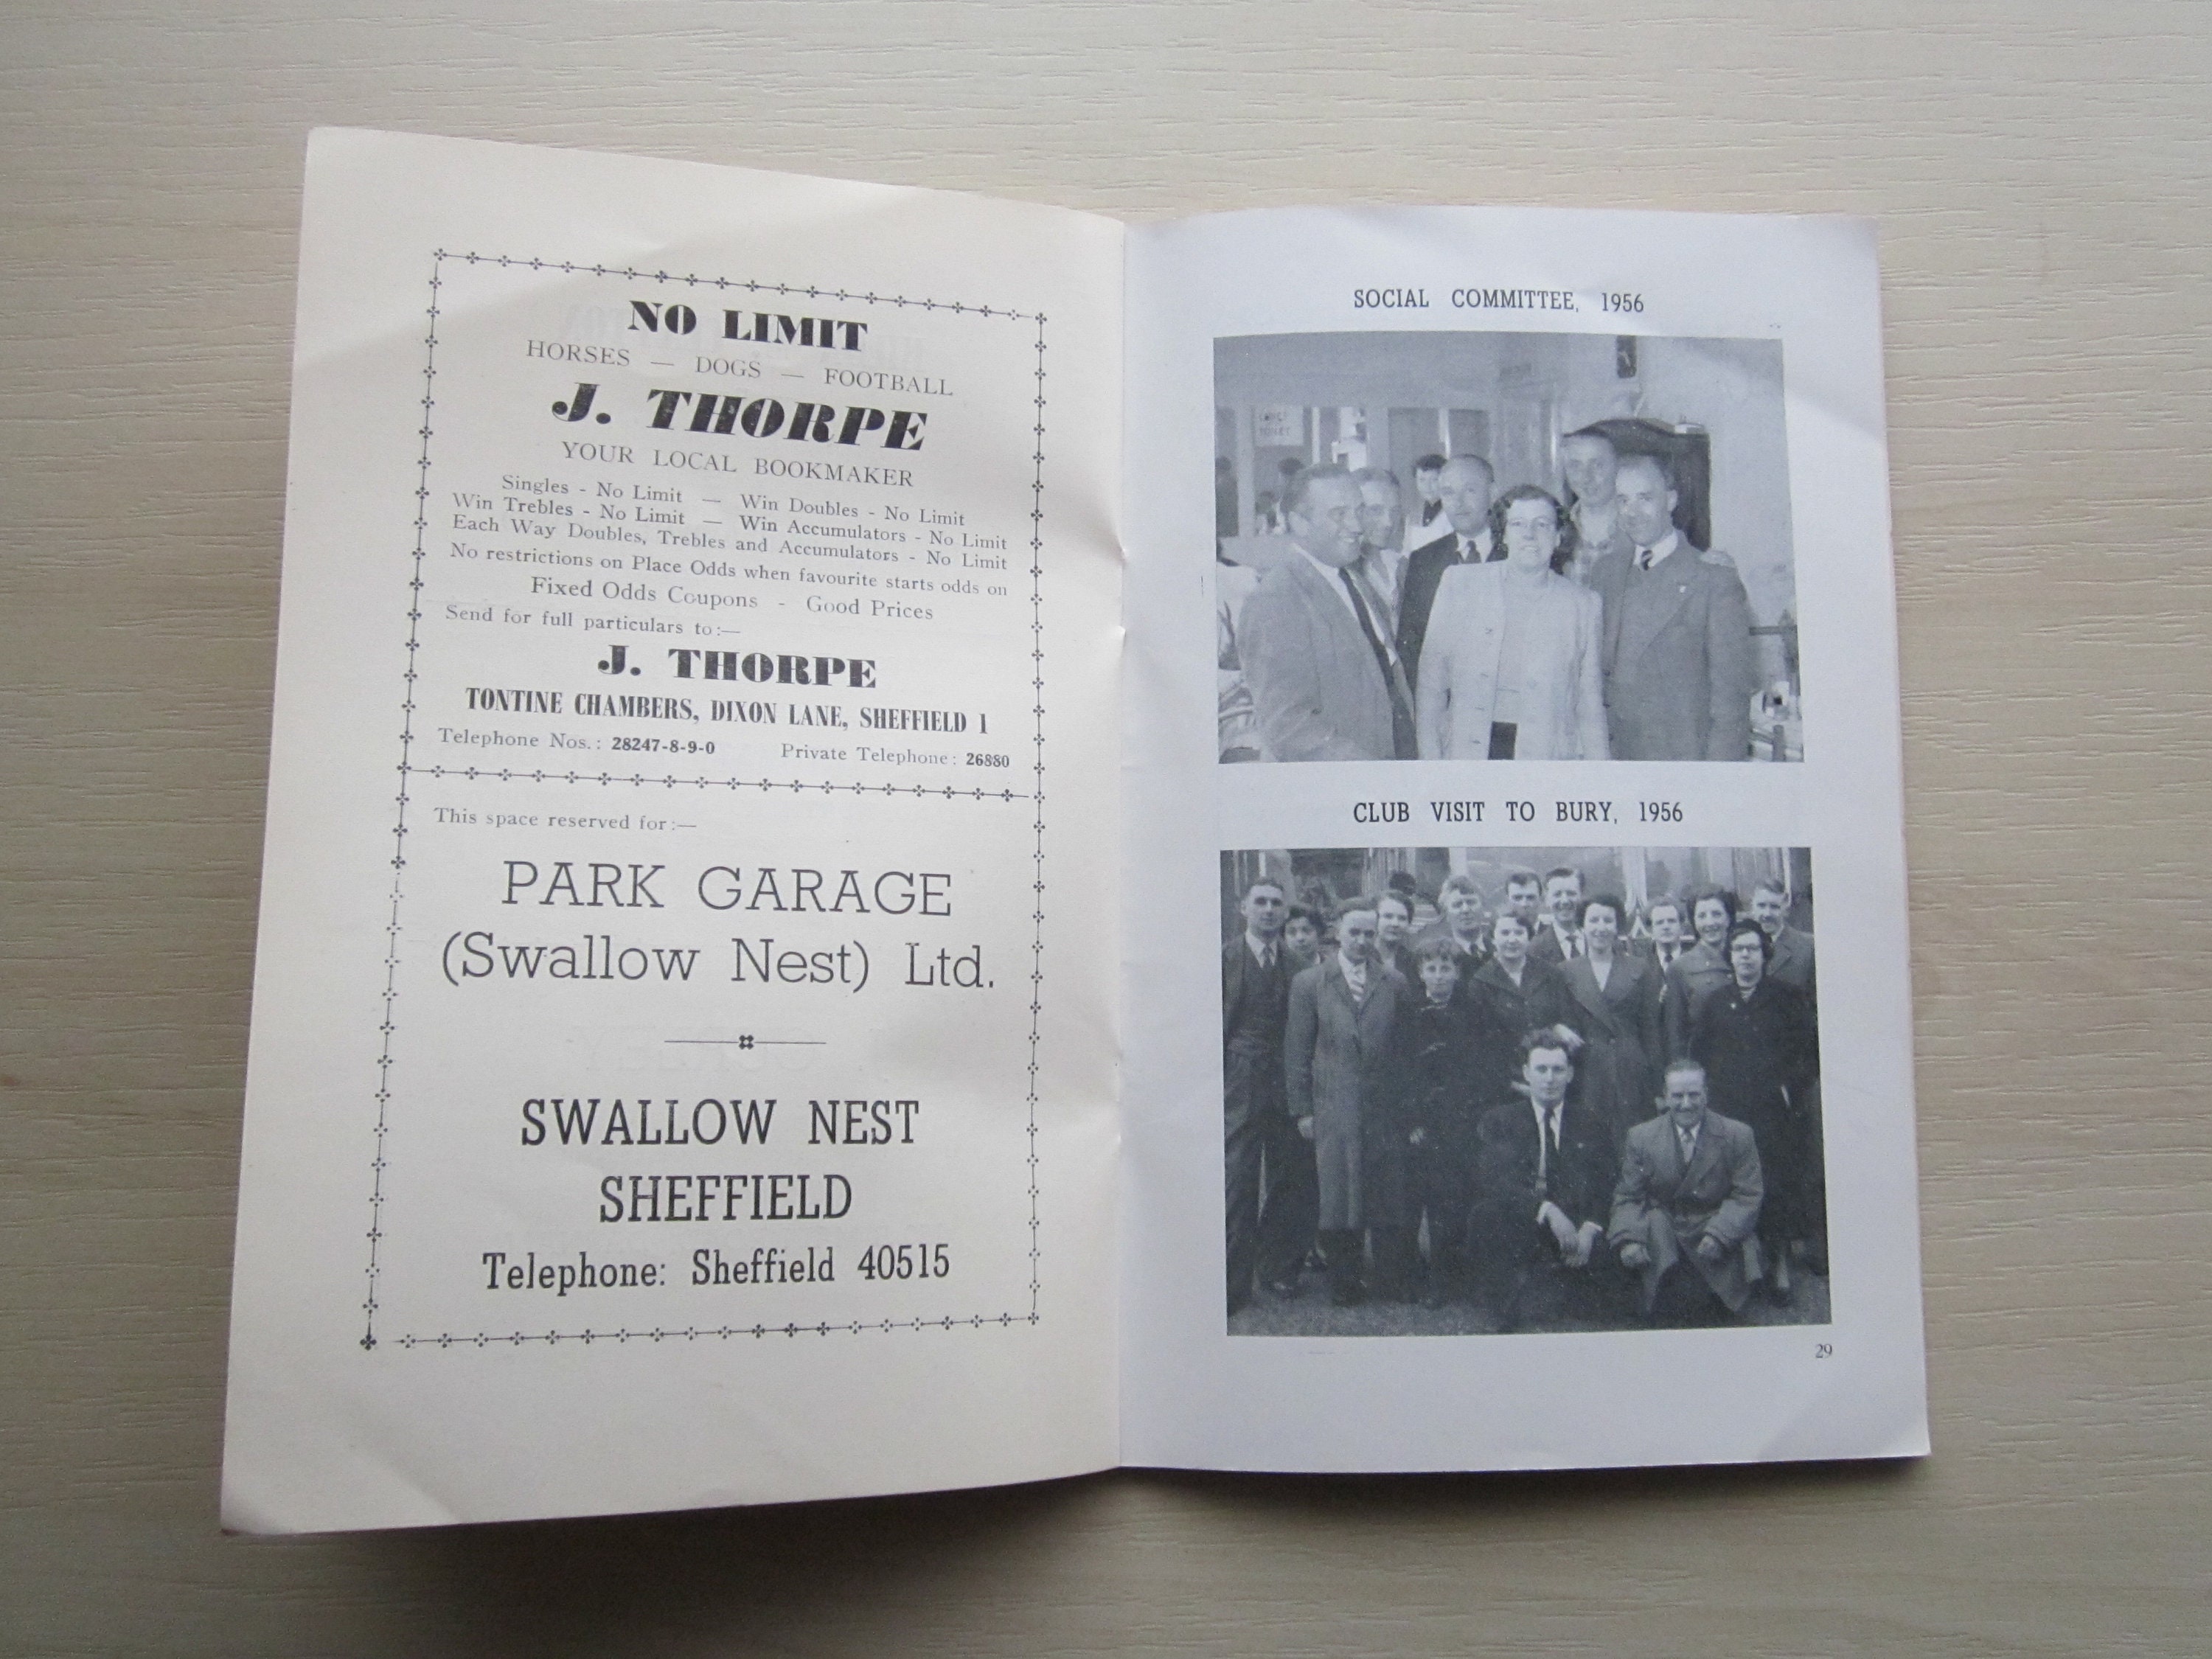 NO LIMIT
HORSES — DOGS — FOOTBALL
J. THORPE
YOUR LOCAL BOOKMAKER
Singles - No Limit — Win Doubles - No Limit
Win Trebles - No Limit — Win Accumulators - No Limit
Each Way Doubles, Trebles and Accumulators - No Limit
No restrictions on Place Odds when favourite starts odds on
Fixed Odds Coupons - Good Prices
Send for full particulars to:—
J. THORPE
TONTINE CHAMBERS, DIXON LANE, SHEFFIELD 1
Telephone Nos.: 28247-8-9-0 Private Telephone: 26880
This space reserved for:—
PARK GARAGE
(Swallow Nest) Ltd.
SWALLOW NEST
SHEFFIELD
Telephone: Sheffield 40515
SOCIAL COMMITTEE, 1956
CLUB VISIT TO BURY, 1956
29